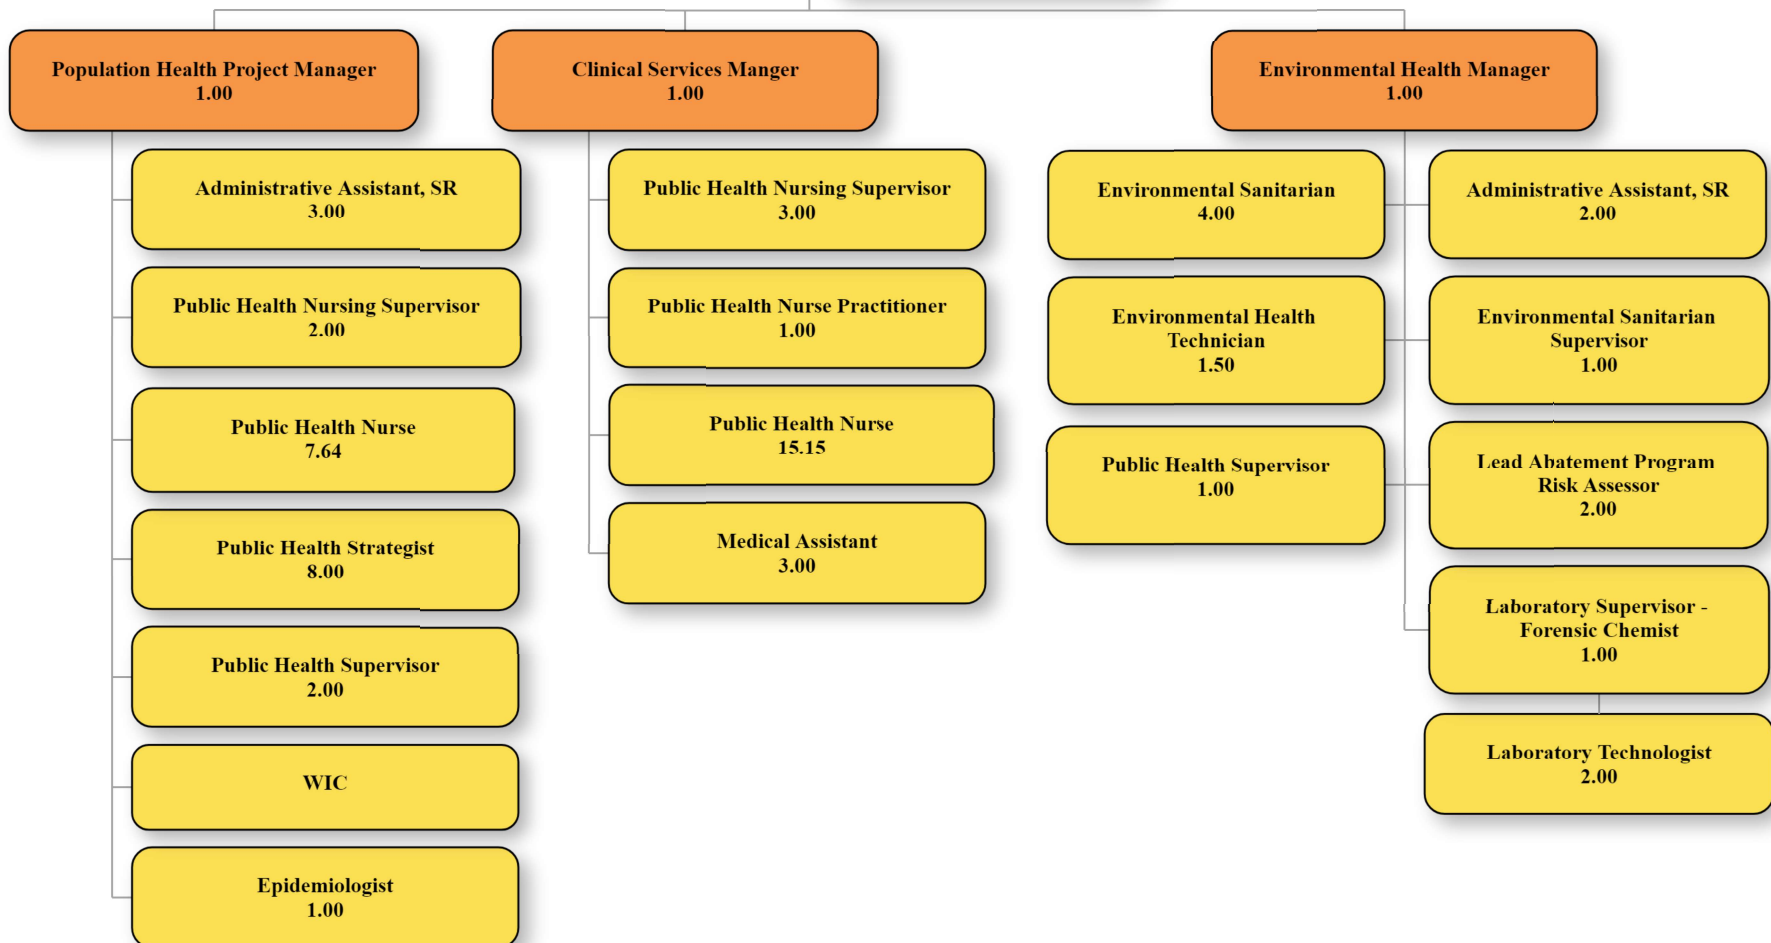 Population Health Project Manager
1.00
Clinical Services Manger
1.00
Environmental Health Manager
1.00
Administrative Assistant, SR
3.00
Public Health Nursing Supervisor
2.00
Public Health Nurse
7.64
Public Health Strategist
8.00
Public Health Supervisor
2.00
WIC
Epidemiologist
1.00
Public Health Nursing Supervisor
3.00
Public Health Nurse Practitioner
1.00
Public Health Nurse
15.15
Medical Assistant
3.00
Environmental Sanitarian
4.00
Environmental Health
Technician
1.50
Public Health Supervisor
1.00
Administrative Assistant, SR
2.00
Environmental Sanitarian
Supervisor
1.00
Lead Abatement Program
Risk Assessor
2.00
Laboratory Supervisor -
Forensic Chemist
1.00
Laboratory Technologist
2.00